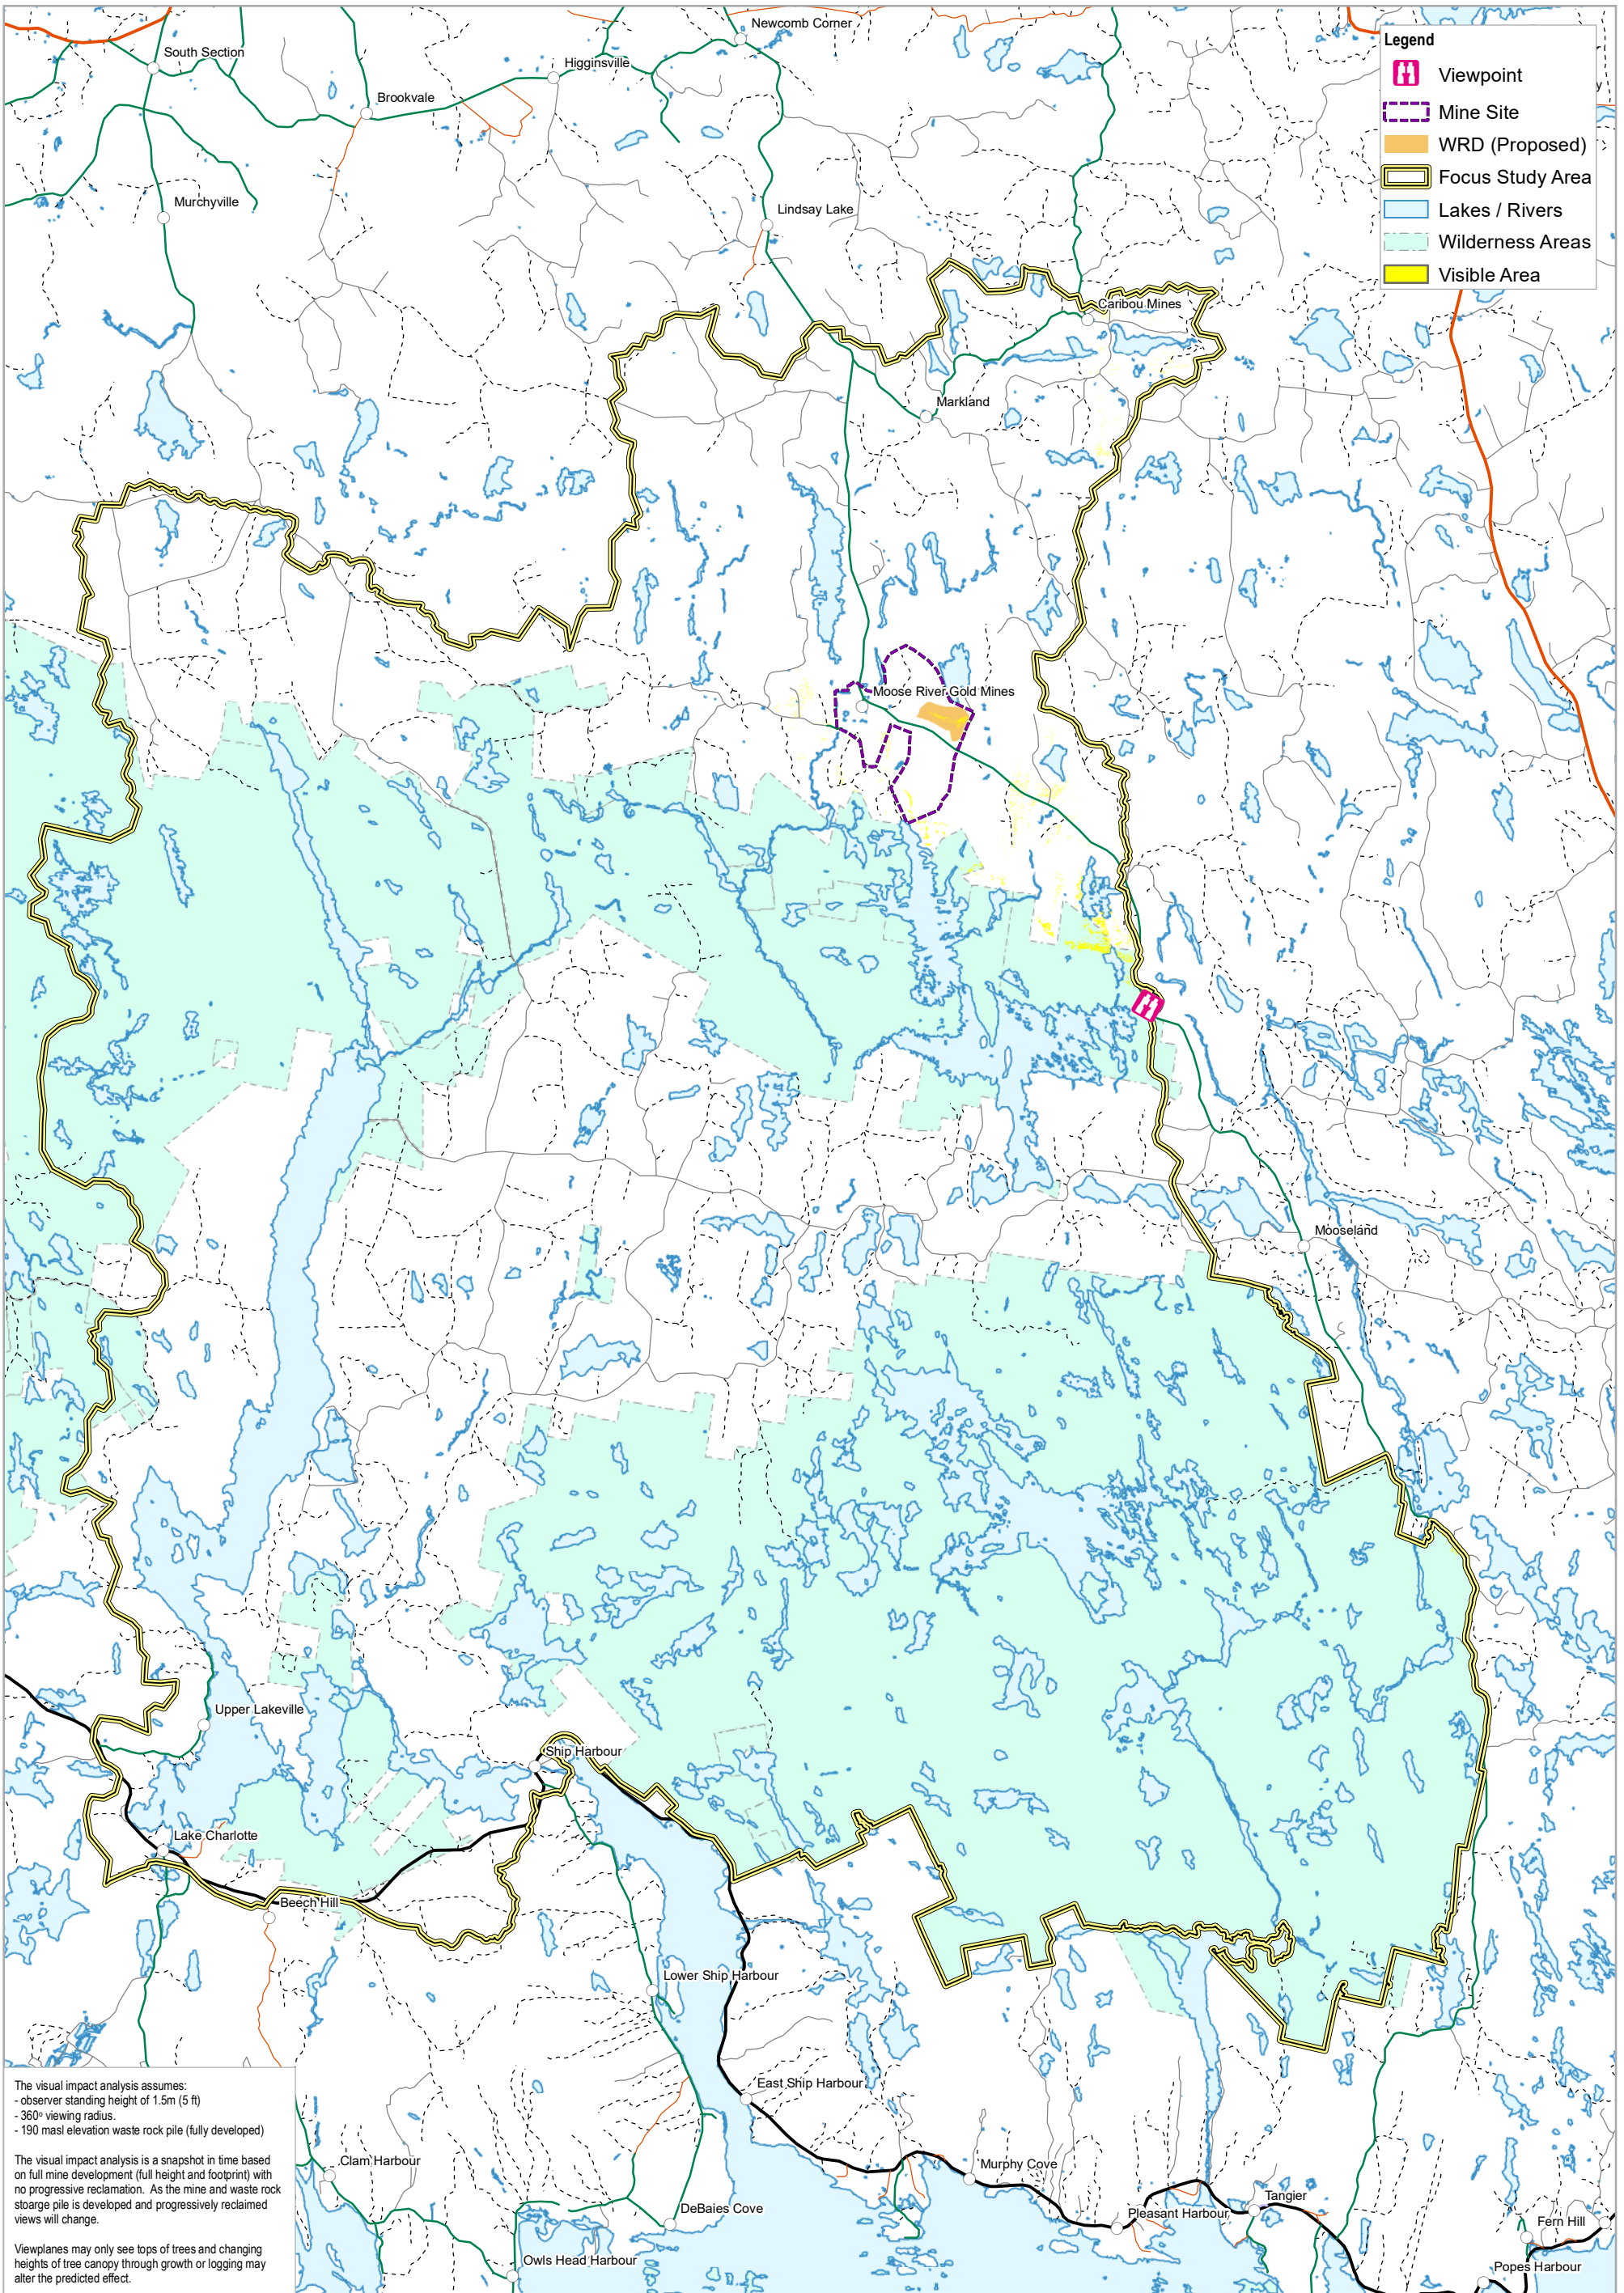 Newcomb Corner
South Section
Higginsville
Brookvale
Murchyville
Lindsay Lake
Legend
Viewpoint
Mine Site
WRD (Proposed)
Focus Study Area
Lakes / Rivers
Wilderness Areas
Visible Area
Caribou Mines
Markland
Moose River Gold Mines
Mooseland
Upper Lakeville
Ship Harbour
Lake Charlotte
Beech Hill
Lower Ship Harbour
East Ship Harbour
Clam Harbour
Murphy Cove
DeBaies Cove
Pleasant Harbour
Tangier
Fern Hill
Owls Head Harbour
Popes Harbour
The visual impact analysis assumes:
- observer standing height of 1.5m (5 ft)
- 360º viewing radius.
- 190 masl elevation waste rock pile (fully developed)
The visual impact analysis is a snapshot in time based
on full mine development (full height and footprint) with
no progressive reclamation. As the mine and waste rock
stoarge pile is developed and progressively reclaimed
views will change.
Viewplanes may only see tops of trees and changing
heights of tree canopy through growth or logging may
alter the predicted effect.